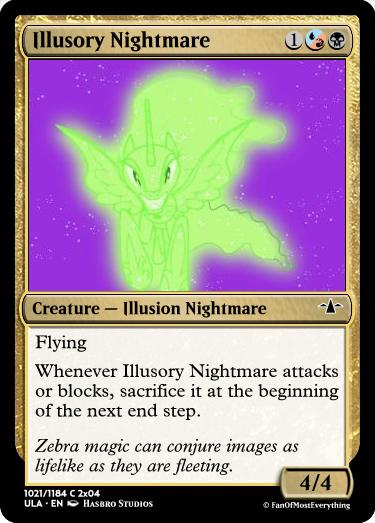 Illusory Nightmare 1
Creature — Illusion Nightmare
Flying
Whenever Illusory Nightmare attacks
or blocks, sacrifice it at the beginning
of the next end step.
Zebra magic can conjure images as
lifelike as they are fleeting.
4/4
1021/1184 C 2x04
ULA • EN Hasbro Studios
© FanOfMostEverything